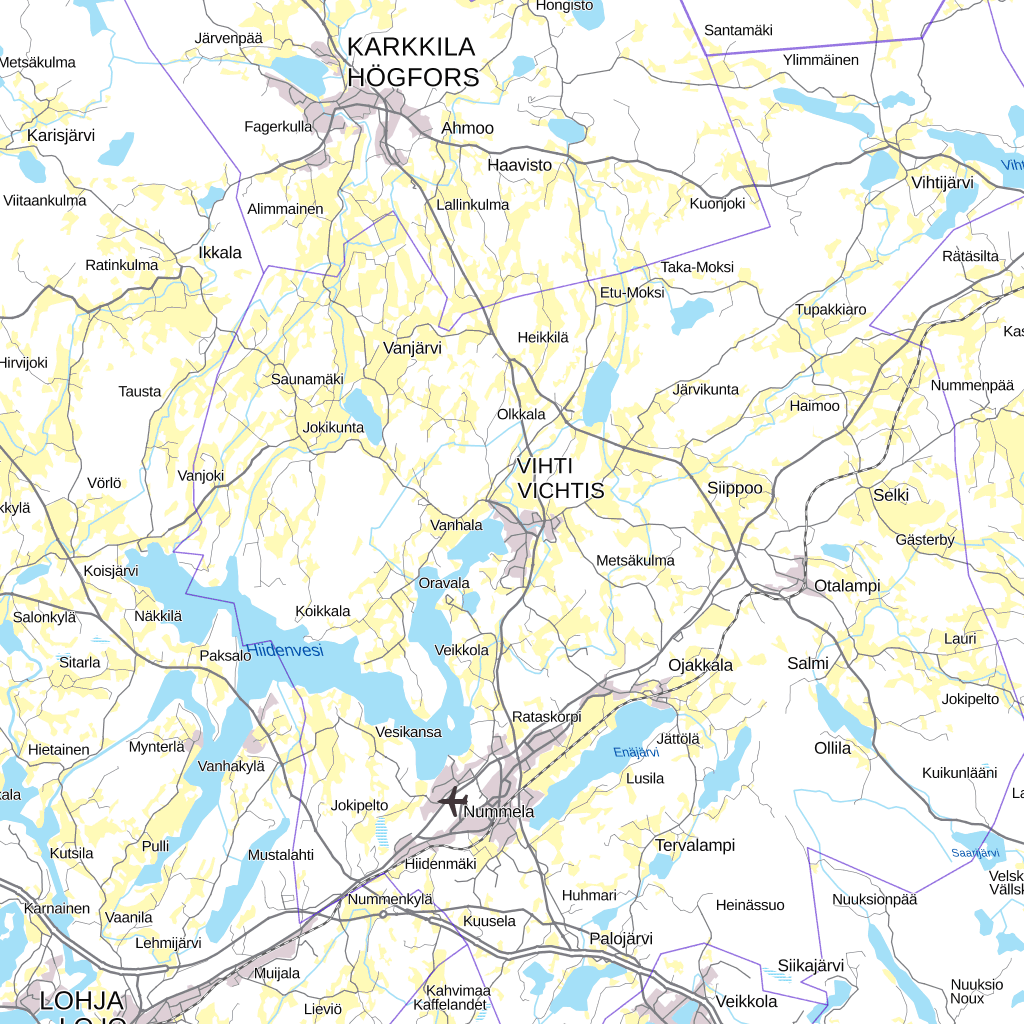 Hongisto
Santamäki
Järvenpää
KARKKILA
HÖGFORS
Metsäkulma
Ylimmäinen
Karisjärvi
Fagerkulla
Ahmoo
Haavisto
Viitaankulma
Alimmainen
Lallinkulma
Kuonjoki
Vihtijärvi
Ikkala
Ratinkulma
Taka-Moksi
Rätäsilta
Etu-Moksi
Tupakkiaro
Heikkilä
Vanjärvi
Hirvijoki
Tausta
Saunamäki
Järvikunta
Nummenpää
Haimoo
Olkkala
Jokikunta
VIHTI
VICHTIS
Vanjoki
Vörlö
Siippoo
Selki
Vanhala
Gästerby
Metsäkulma
Koisjärvi
Oravala
Otalampi
Salonkylä
Näkkilä
Koikkala
Lauri
Hiidenvesi
Paksalo
Veikkola
Sitarla
Ojakkala
Salmi
Jokipelto
Rataskorpi
Vesikansa
Jättölä
Hietainen
Mynterlä
Enäjärvi
Ollila
Vanhakylä
Lusila
Kuikunlääni
Jokipelto
Nummela
Kutsila
Pulli
Mustalahti
Tervalampi
Saarijärvi
Hiidenmäki
Nummenkylä
Huhmari
Heinässuo
Nuuksionpää
Karnainen
Vaanila
Kuusela
Lehmijärvi
Palojärvi
Siikajärvi
Muijala
Kahvimaa
Kaffelandet
Nuuksio
Noux
LOHJA
LOJO
Lieviö
Veikkola